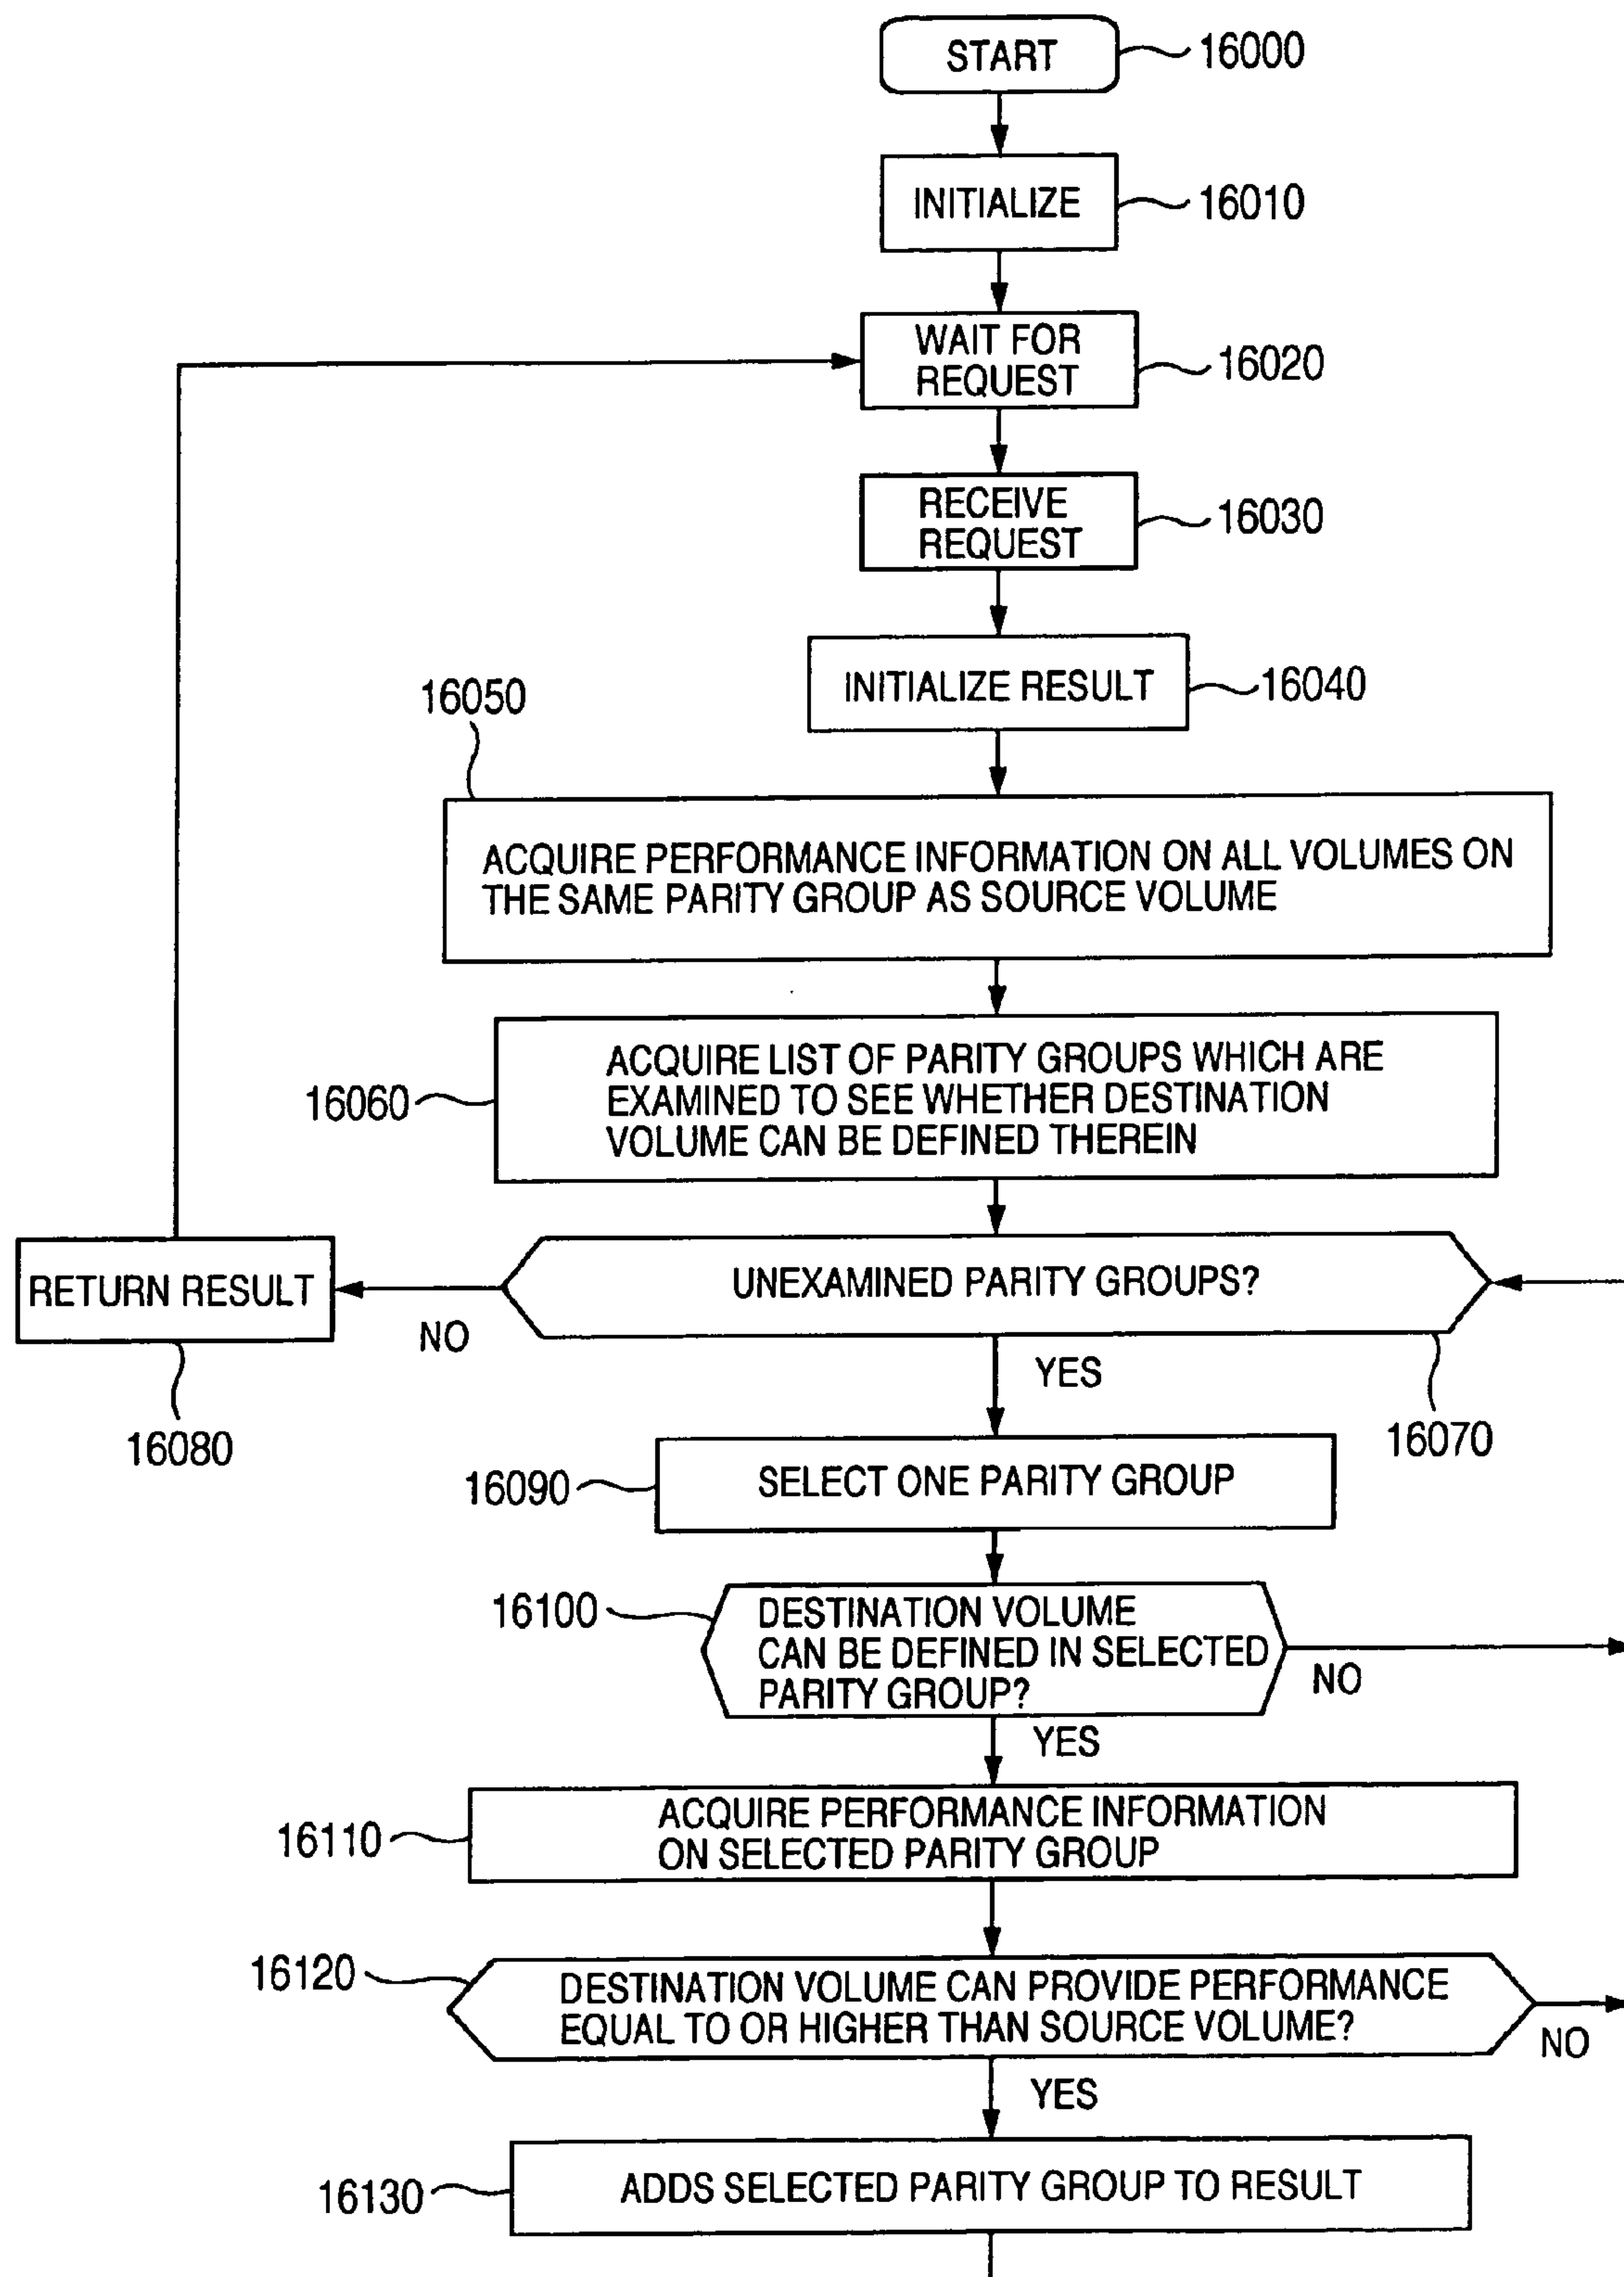 START
16000
INITIALIZE
16010
WAIT FOR
REQUEST
16020
RECEIVE
REQUEST
16030
INITIALIZE RESULT
16040
16050
ACQUIRE PERFORMANCE INFORMATION ON ALL VOLUMES ON
THE SAME PARITY GROUP AS SOURCE VOLUME
16060
ACQUIRE LIST OF PARITY GROUPS WHICH ARE
EXAMINED TO SEE WHETHER DESTINATION
VOLUME CAN BE DEFINED THEREIN
RETURN RESULT
16080
NO
UNEXAMINED PARITY GROUPS?
16070
YES
16090
SELECT ONE PARITY GROUP
16100
DESTINATION VOLUME
CAN BE DEFINED IN SELECTED
PARITY GROUP?
NO
YES
16110
ACQUIRE PERFORMANCE INFORMATION
ON SELECTED PARITY GROUP
16120
DESTINATION VOLUME CAN PROVIDE PERFORMANCE
EQUAL TO OR HIGHER THAN SOURCE VOLUME?
NO
YES
16130
ADDS SELECTED PARITY GROUP TO RESULT